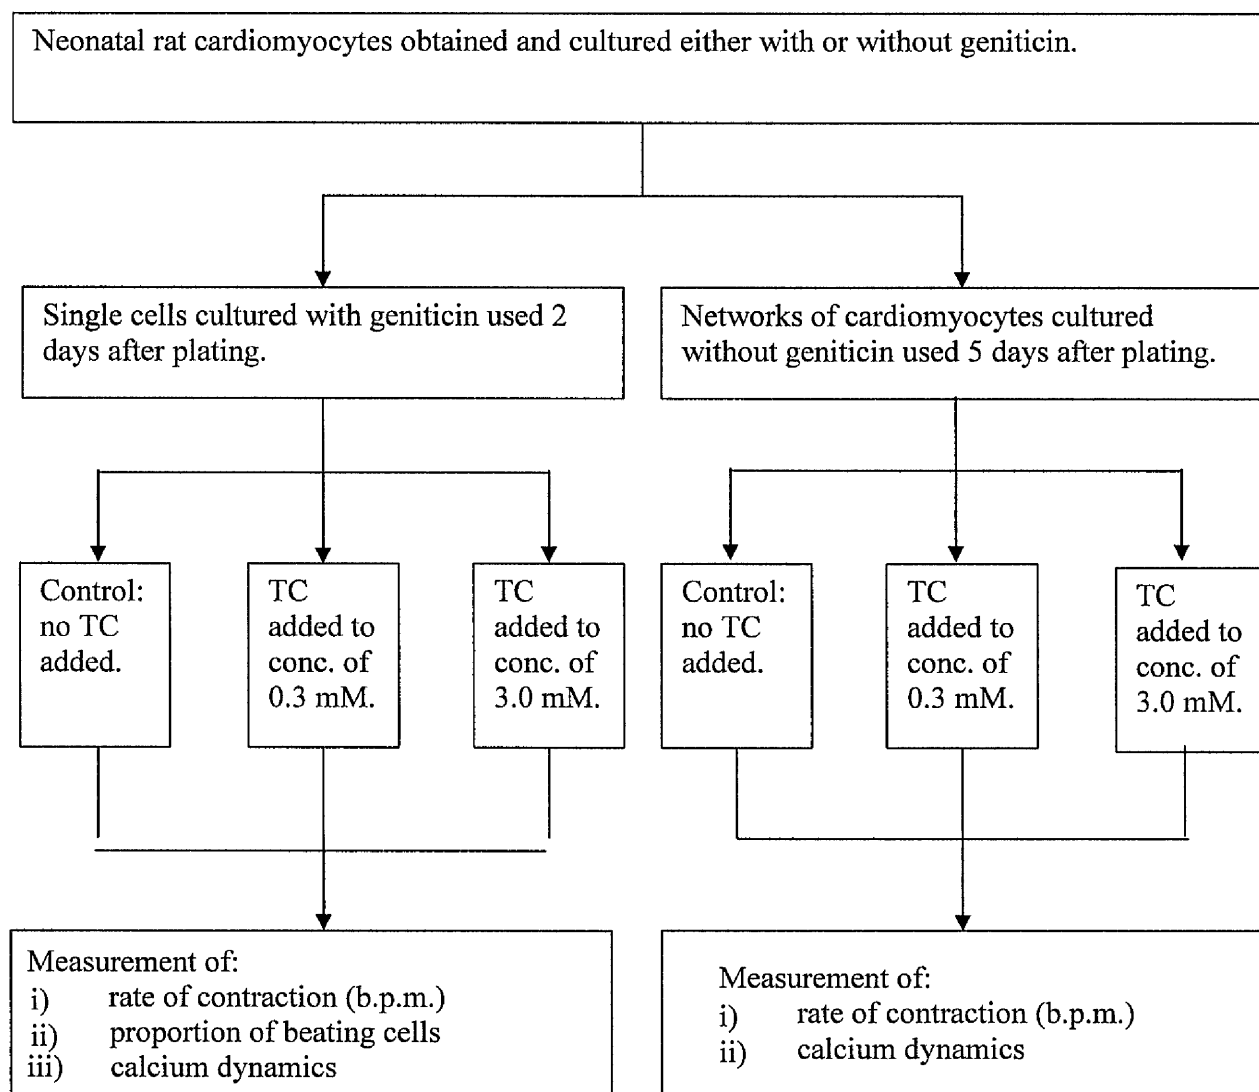 Neonatal rat cardiomyocytes obtained and cultured either with or without geniticin.
Single cells cultured with geniticin used 2
days after plating.
Networks of cardiomyocytes cultured
without geniticin used 5 days after plating.
Control:
no TC
added.
TC
added to
conc. of
0.3 mM.
TC
added to
conc. of
3.0 mM.
Control:
no TC
added.
TC
added to
conc. of
0.3 mM.
TC
added to
conc. of
3.0 mM.
Measurement of:
i) rate of contraction (b.p.m.)
ii) proportion of beating cells
iii) calcium dynamics
Measurement of:
i) rate of contraction (b.p.m.)
ii) calcium dynamics